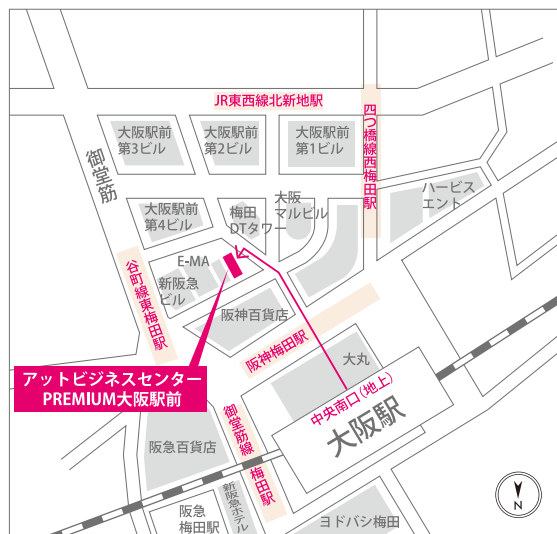 JR東西線北新地駅
大阪駅前
第3ビル
大阪駅前
第2ビル
大阪駅前
第1ビル
四つ橋線西梅田駅
御堂筋
ハービス
エント
大阪駅前
第4ビル
梅田
DTタワー
大阪
マルビル
E-MA
新阪急
ビル
谷町線東梅田駅
阪神百貨店
阪神梅田駅
アットビジネスセンター
PREMIUM大阪駅前
大丸
中央南口(地上)
大阪駅
阪急百貨店
御堂筋線
梅田駅
新阪急ホテル
阪急
梅田駅
ヨドバシ梅田
N